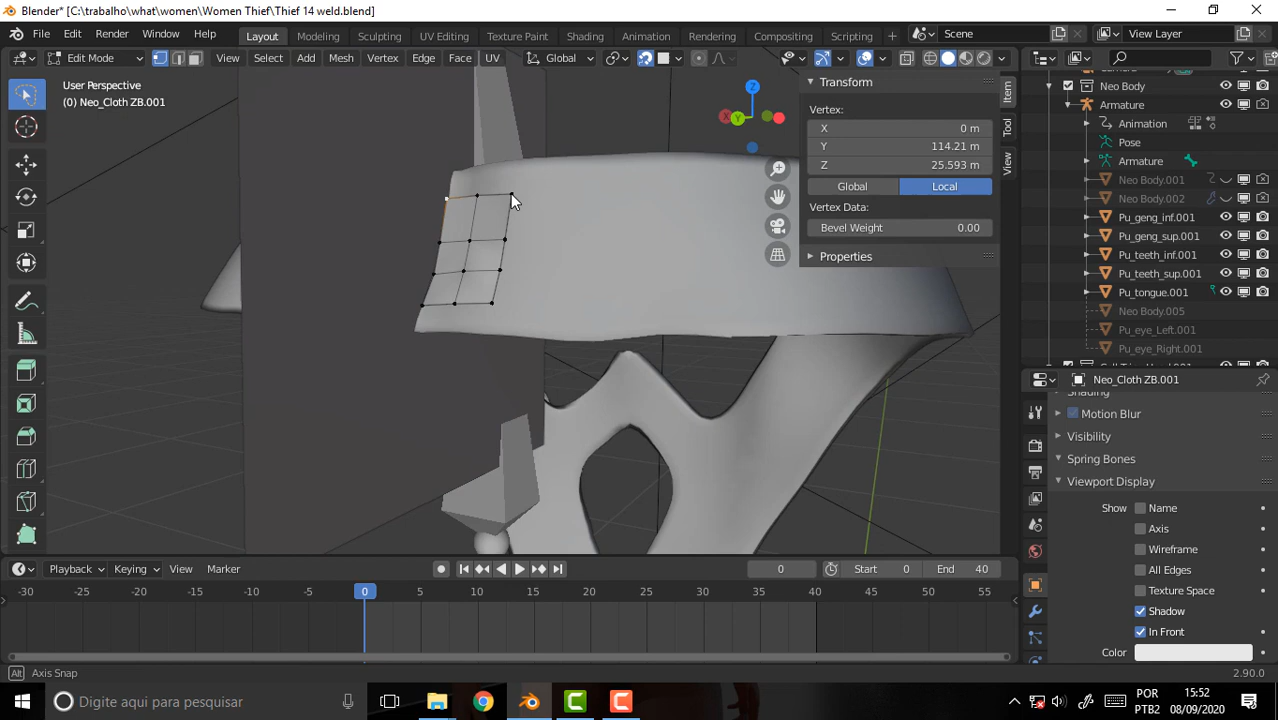 Blender* [C:\trabalho\what\women\Women Thief\Thief 14 weld.blend]
File Edit Render Window Help Layout Modeling Sculpting UV Editing Texture Paint Shading Animation Rendering Compositing Scripting Scene View Layer
Edit Mode View Select Add Mesh Vertex Edge Face UV Global
User Perspective
(0) Neo_Cloth ZB.001
Z
X
Y
Transform
Vertex:
X 0 m
Y 114.21 m
Z 25.593 m
Global Local
Vertex Data:
Bevel Weight 0.00
Properties
Item
Tool
View
Neo Body
Armature
Animation
Pose
Armature
Neo Body.001
Neo Body.002
Pu_geng_inf.001
Pu_geng_sup.001
Pu_teeth_inf.001
Pu_teeth_sup.001
Pu_tongue.001
Neo Body.005
Pu_eye_Left.001
Pu_eye_Right.001
Neo_Cloth ZB.001
Shading
Motion Blur
Visibility
Spring Bones
Viewport Display
Show Name
Axis
Wireframe
All Edges
Texture Space
Shadow
In Front
Color
Playback Keying View Marker 0 Start 0 End 40
-30 -25 -20 -15 -10 -5 0 5 10 15 20 25 30 35 40 45 50 55
Alt Axis Snap 2.90.0
Digite aqui para pesquisar
POR
PTB2
15:52
08/09/2020